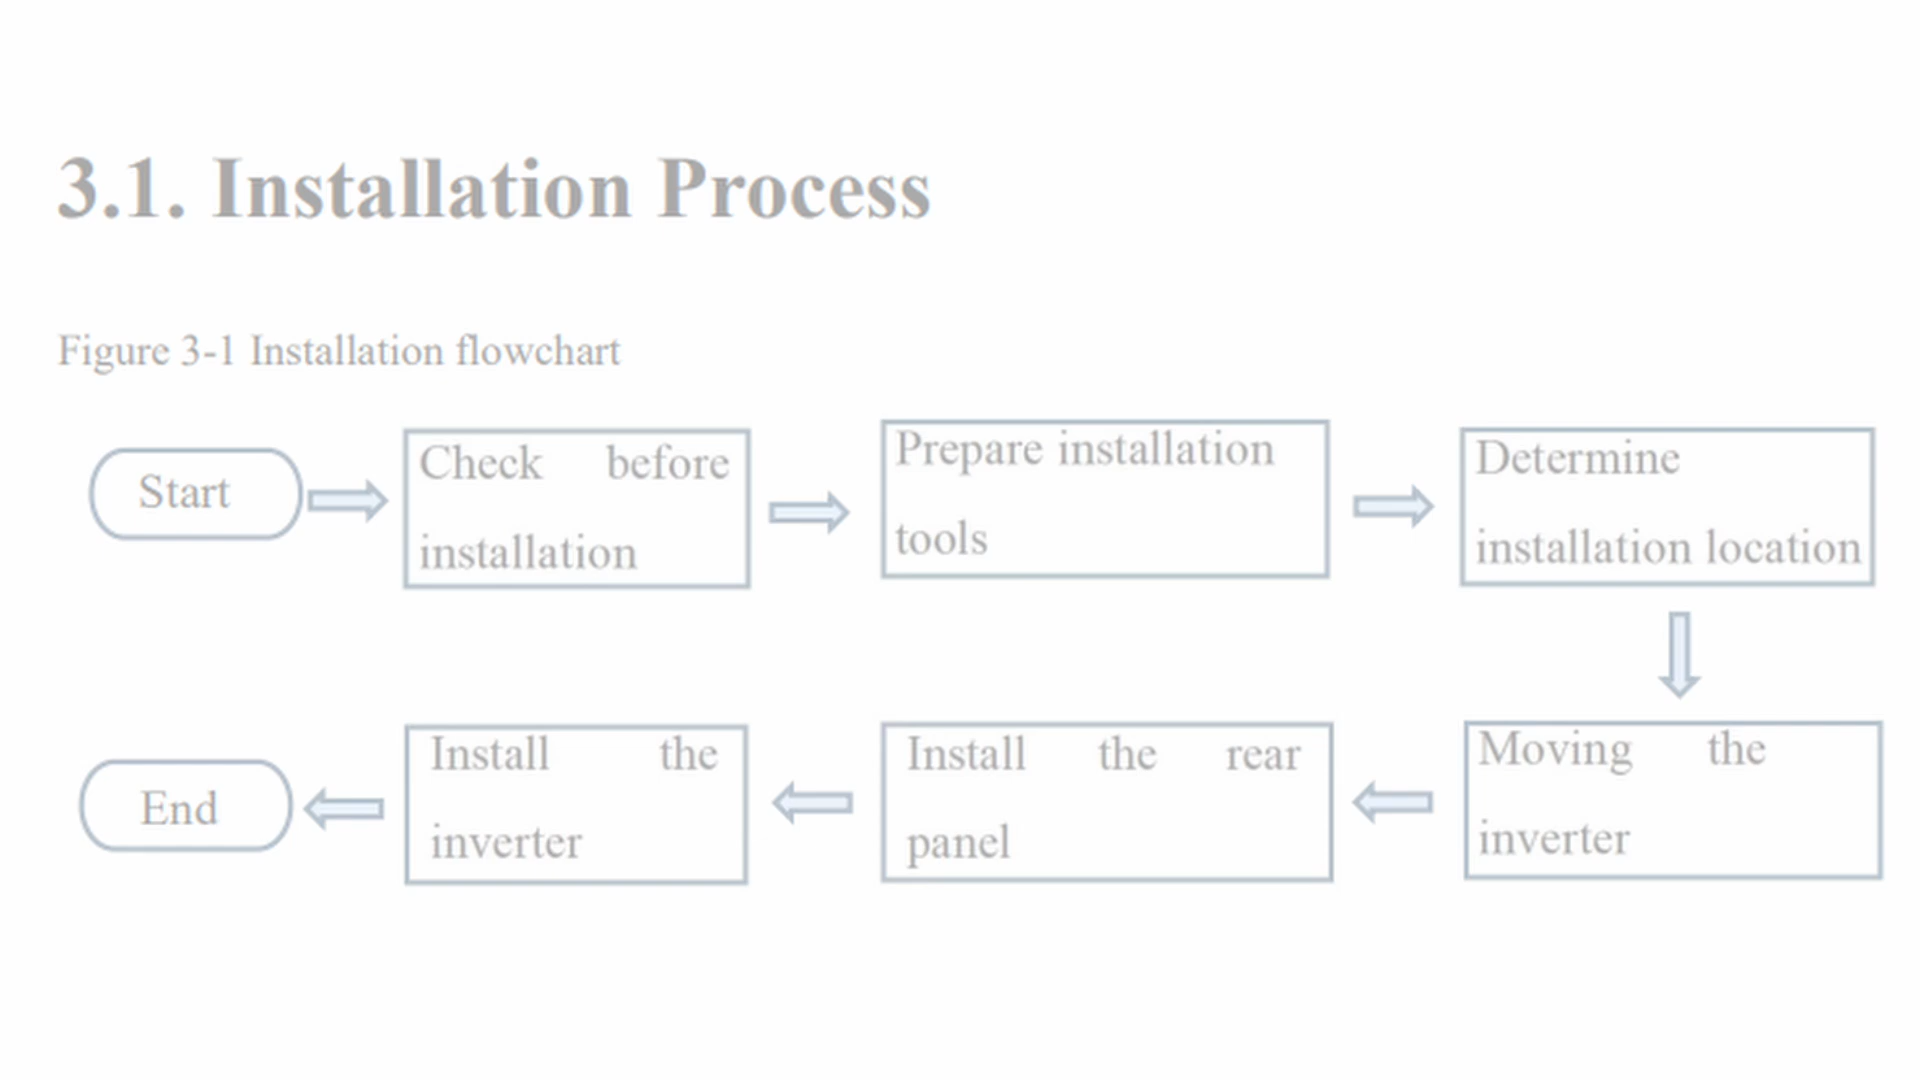 3.1. Installation Process
Figure 3-1 Installation flowchart
Start
Check before
installation
Prepare installation
tools
Determine
installation location
Moving the
inverter
Install the rear
panel
Install the
inverter
End